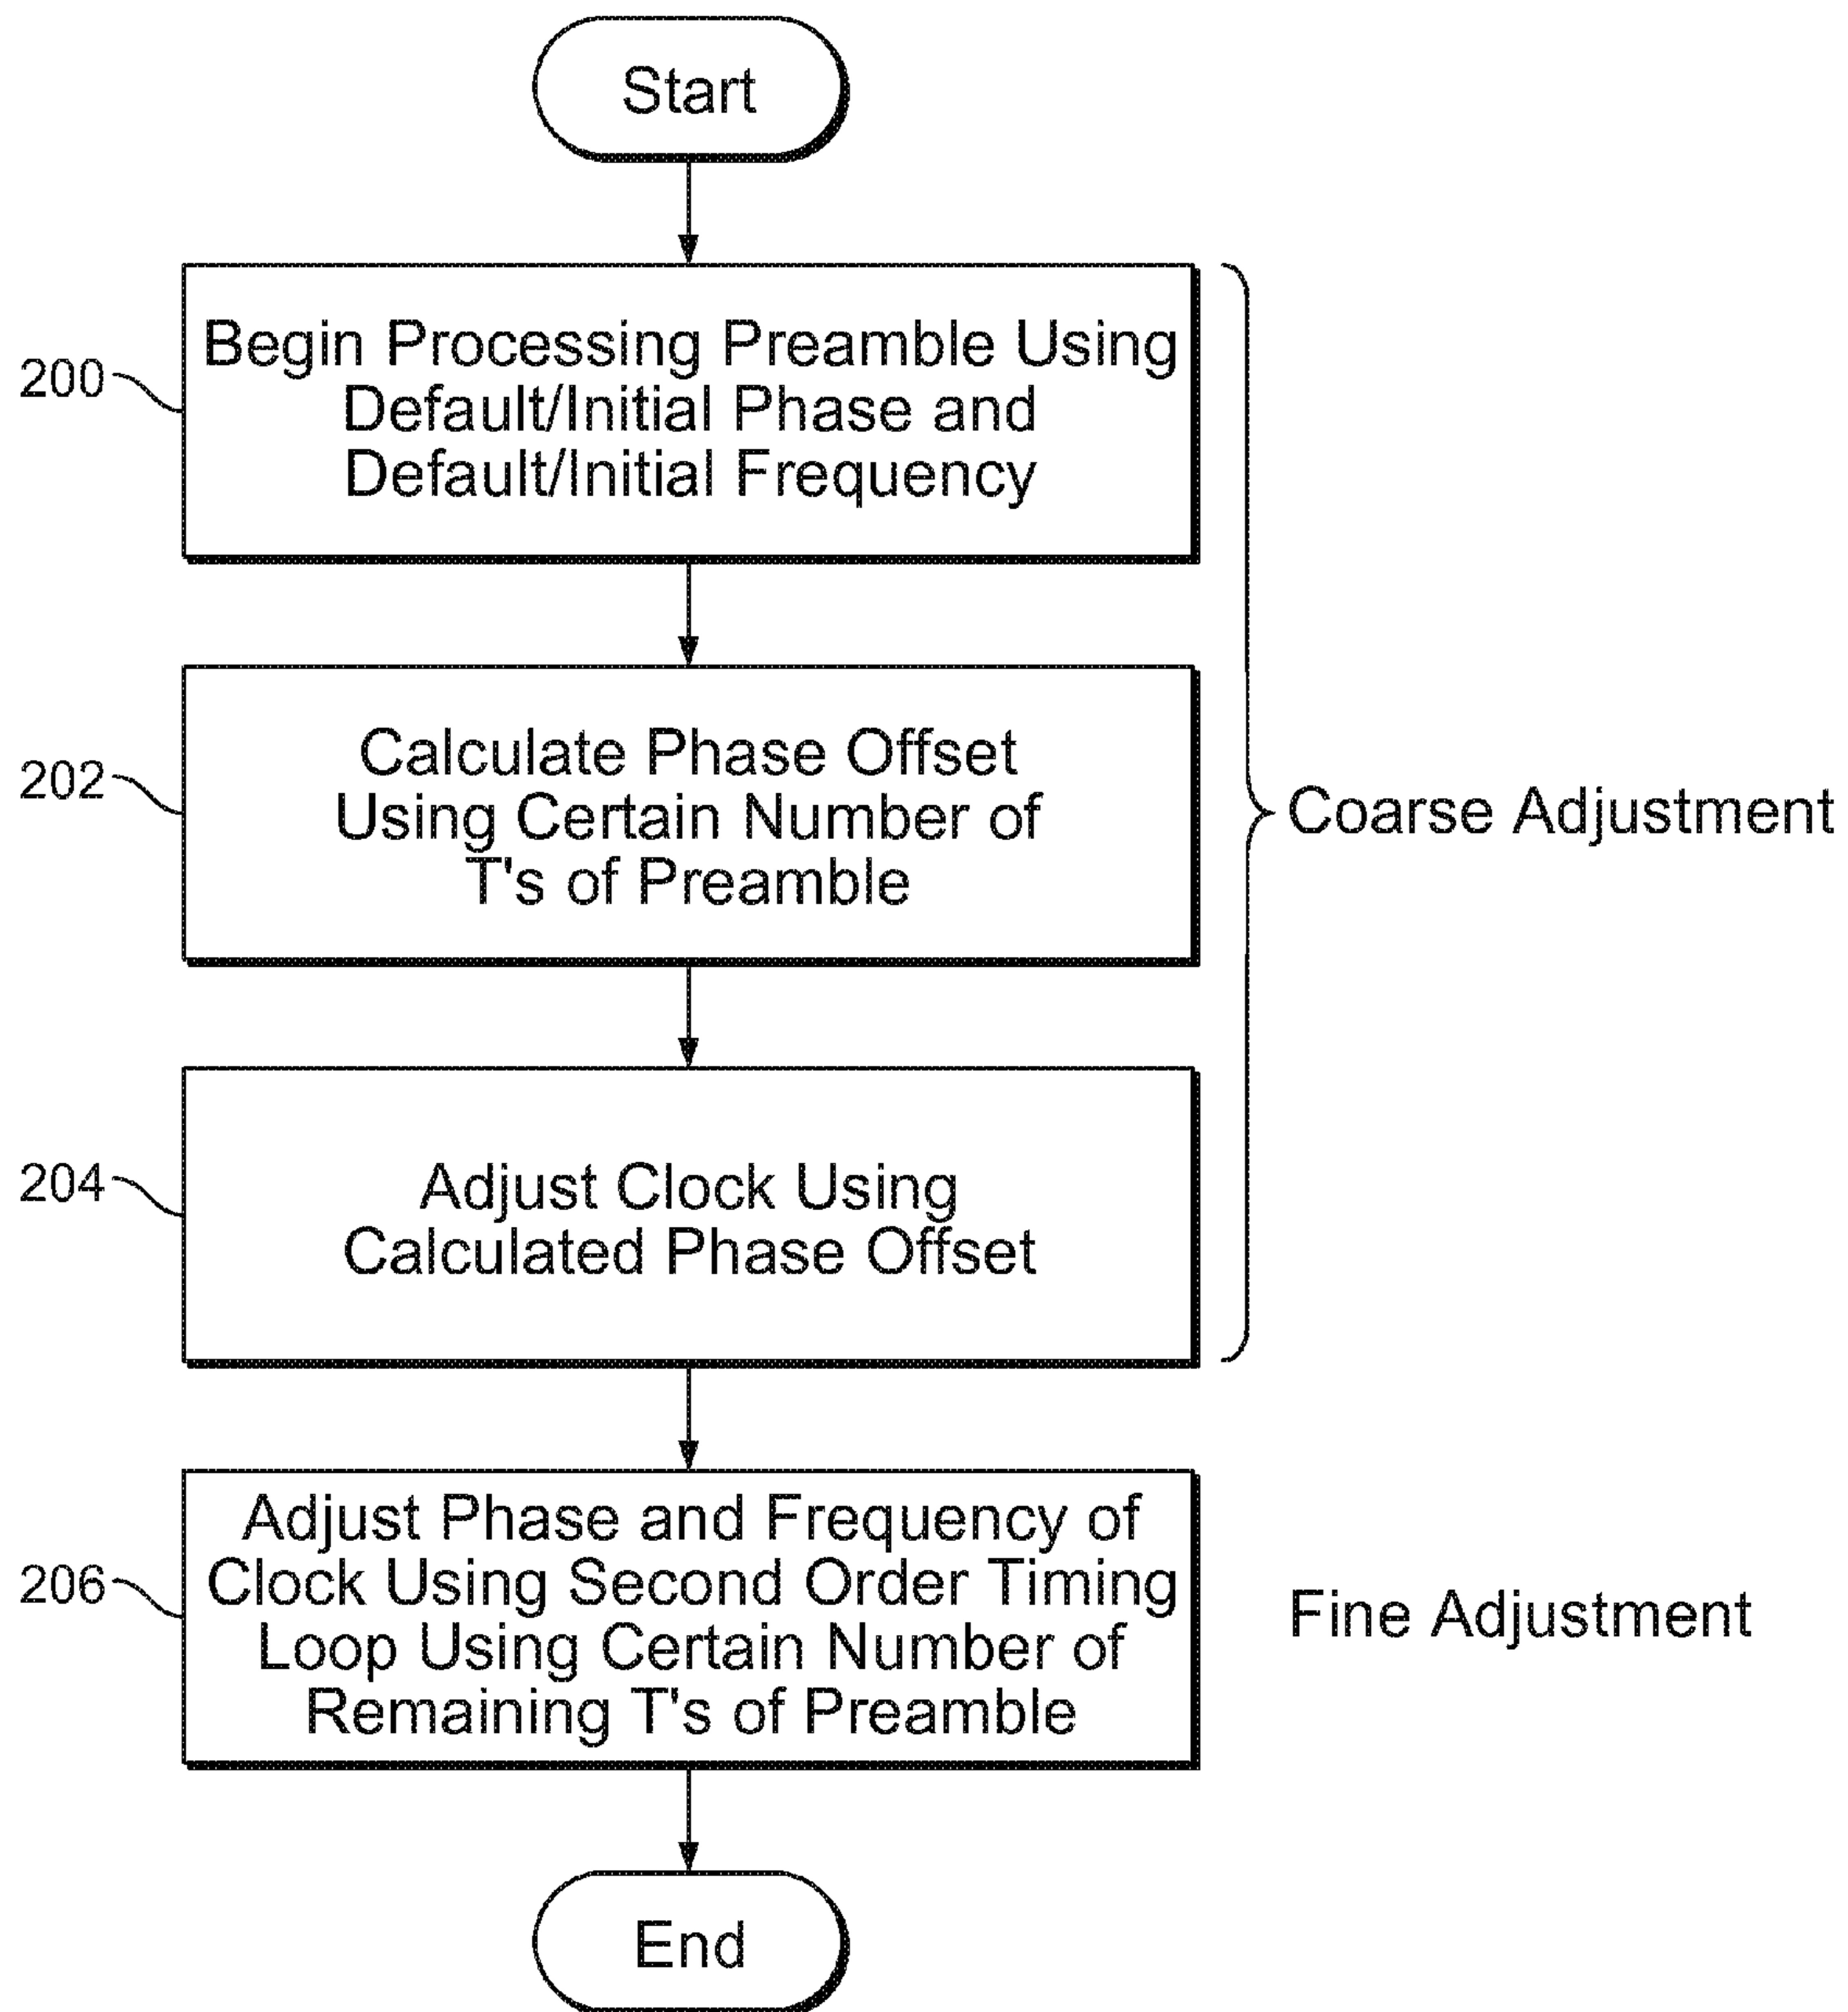 Start
200
Begin Processing Preamble Using
Default/Initial Phase and
Default/Initial Frequency
202
Calculate Phase Offset
Using Certain Number of
T's of Preamble
Coarse Adjustment
204
Adjust Clock Using
Calculated Phase Offset
206
Adjust Phase and Frequency of
Clock Using Second Order Timing
Loop Using Certain Number of
Remaining T's of Preamble
Fine Adjustment
End